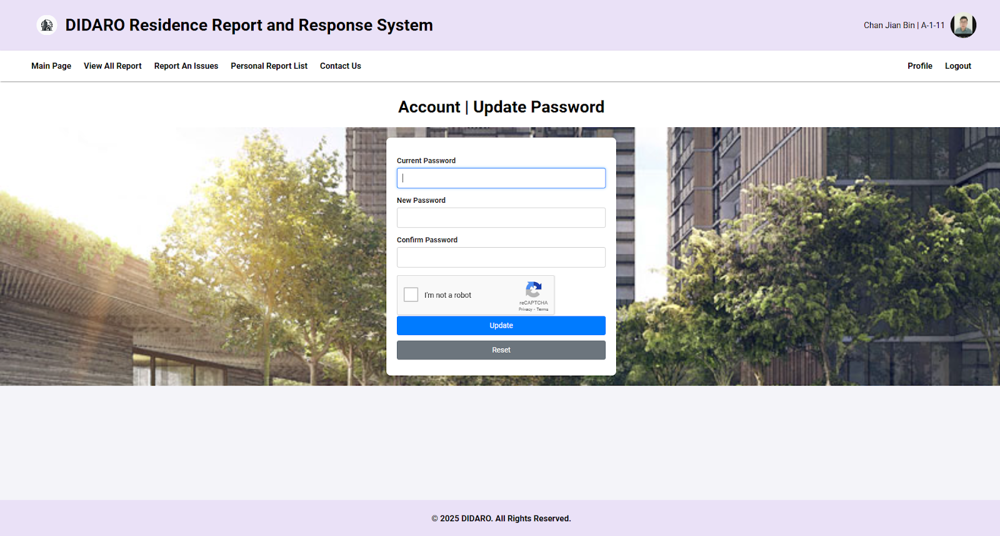 DIDARO Residence Report and Response System
Chan Jian Bin | A-1-11
Main Page View All Report Report An Issues Personal Report List Contact Us Profile Logout
Account | Update Password
Current Password
New Password
Confirm Password
I'm not a robot
reCAPTCHA
Privacy - Terms
Update
Reset
© 2025 DIDARO. All Rights Reserved.